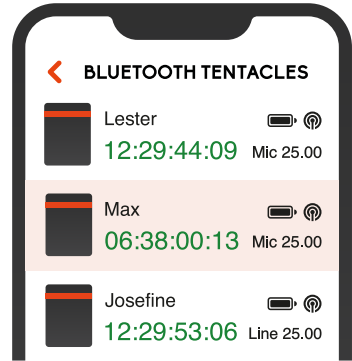 BLUETOOTH TENTACLES
Lester
12:29:44:09 Mic 25.00
Max
06:38:00:13 Mic 25.00
Josefine
12:29:53:06 Line 25.00